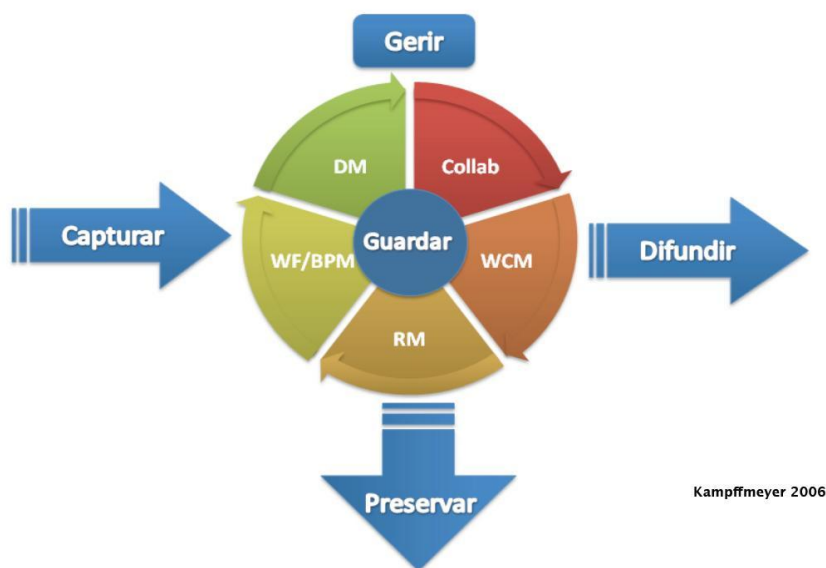 Gerir
DM
Collab
Capturar
Guardar
Difundir
WF/BPM
WCM
RM
Preservar
Kampffmeyer 2006